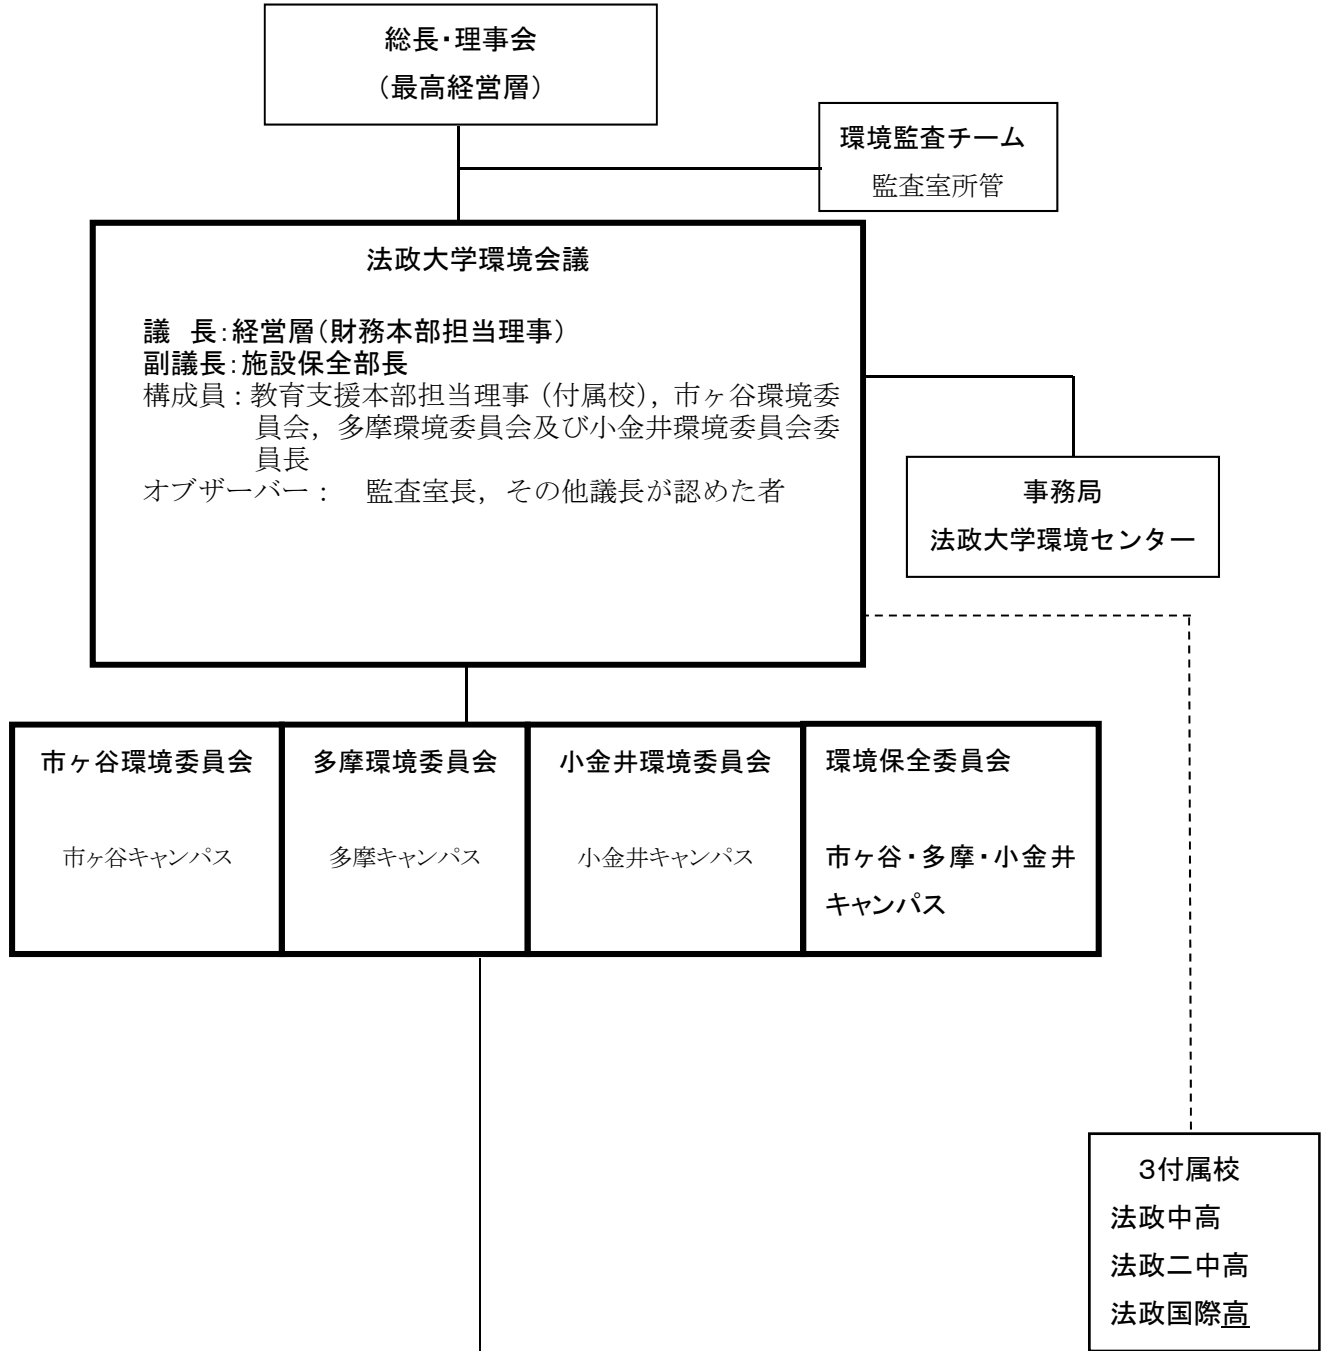 総長・理事会
(最高経営層)
環境監査チーム
監査室所管
法政大学環境会議
議　長:経営層(財務本部担当理事)
副議長:施設保全部長
構成員:教育支援本部担当理事(付属校),市ヶ谷環境委
員会,多摩環境委員会及び小金井環境委員会委
員長
オブザーバー:　監査室長,その他議長が認めた者
事務局
法政大学環境センター
市ヶ谷環境委員会
市ヶ谷キャンパス
多摩環境委員会
多摩キャンパス
小金井環境委員会
小金井キャンパス
環境保全委員会
市ヶ谷・多摩・小金井
キャンパス
3付属校
法政中高
法政二中高
法政国際高